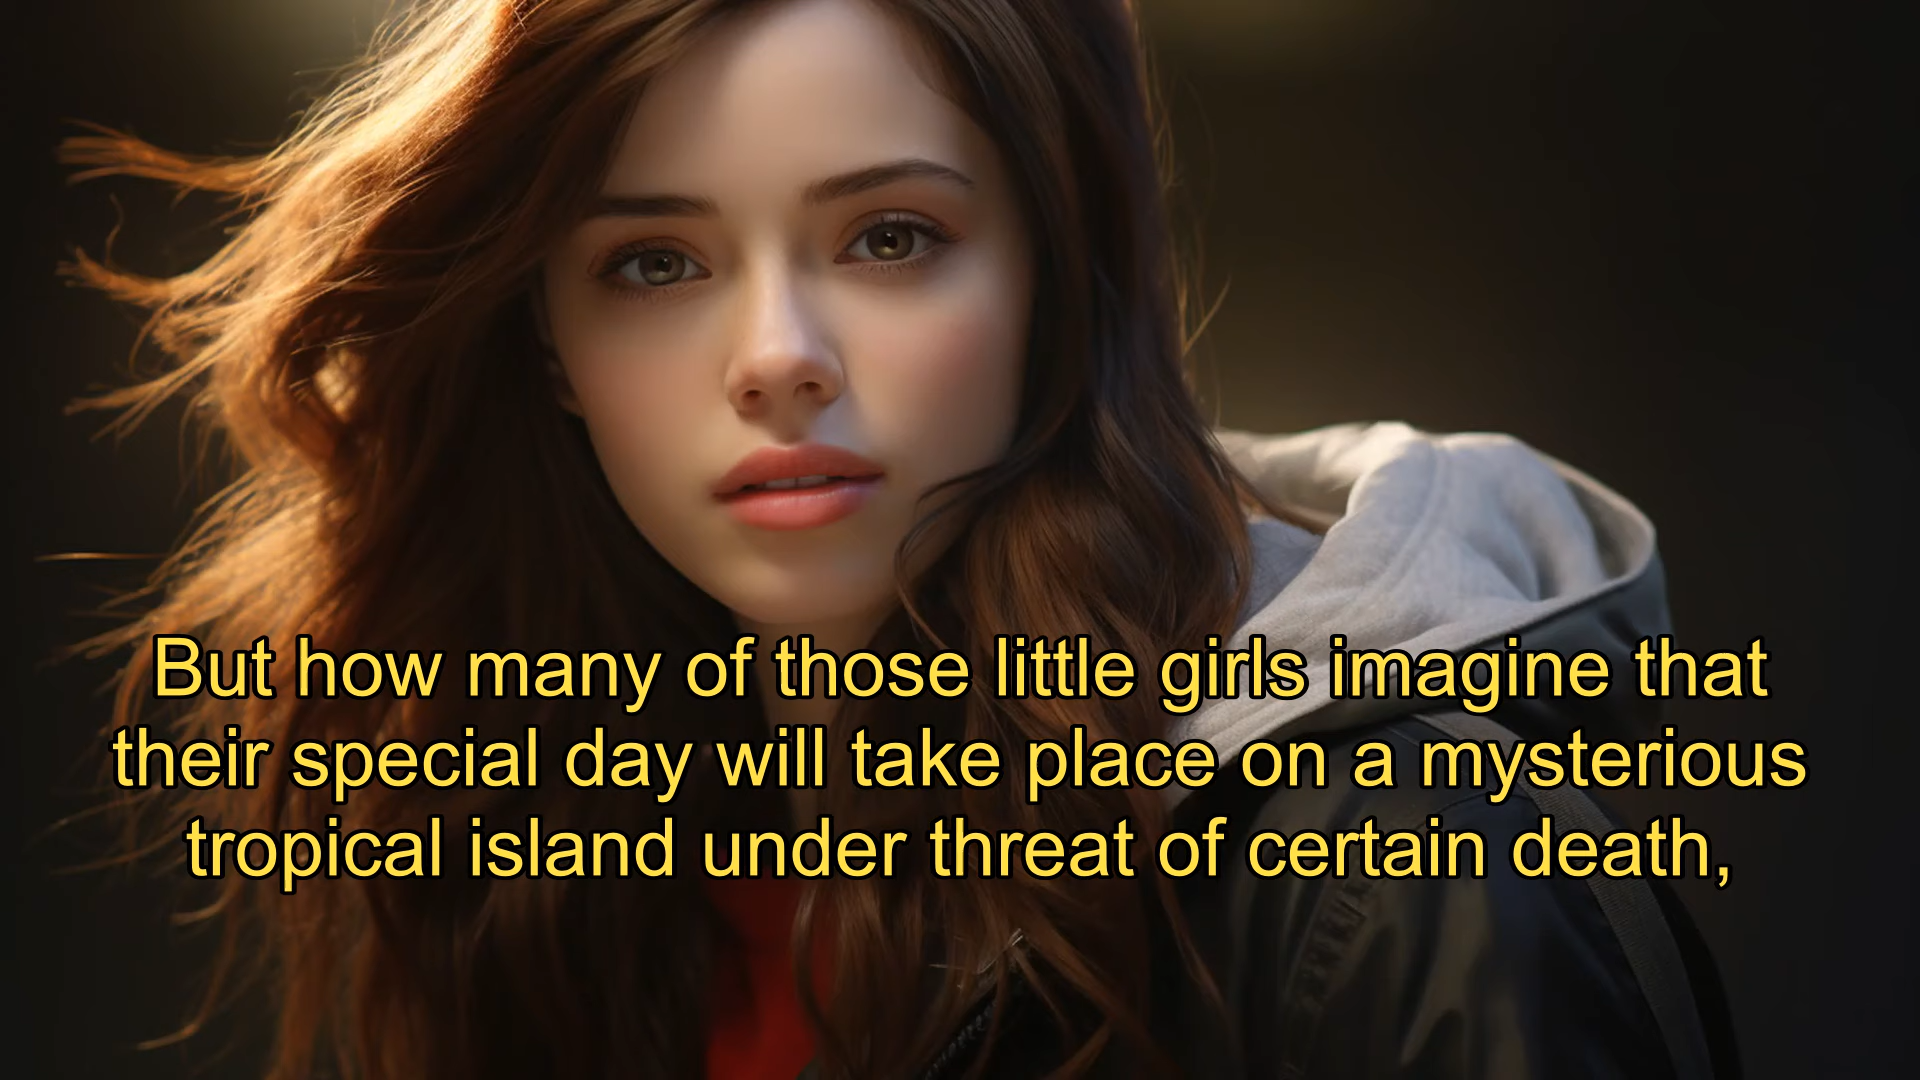 But how many of those little girls imagine that
their special day will take place on a mysterious
tropical island under threat of certain death,